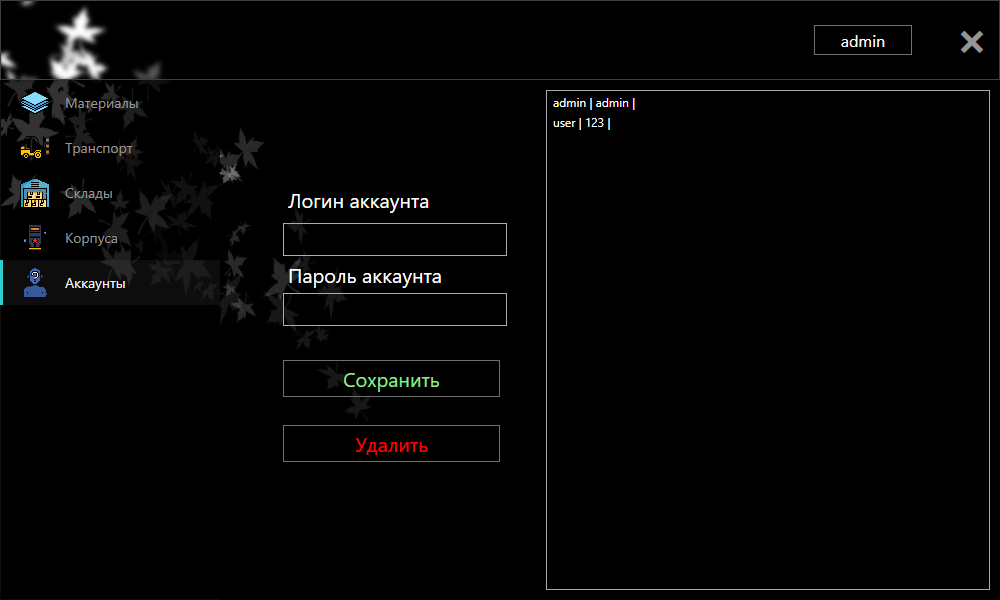 admin
Материалы
Транспорт
Склады
Корпуса
Аккаунты
Логин аккаунта
Пароль аккаунта
Сохранить
Удалить
admin | admin |
user | 123 |